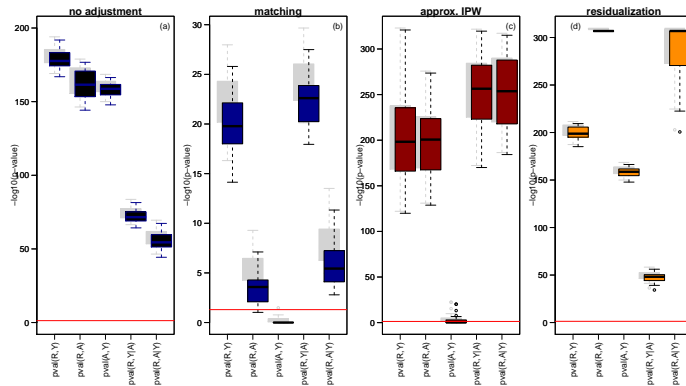 no adjustment
(a)
−log10(p−value)
200
150
100
50
0
pval(R, Y)
pval(R, A)
pval(A, Y)
pval(R, Y|A)
pval(R, A|Y)
matching
(b)
−log10(p−value)
30
25
20
15
10
5
0
pval(R, Y)
pval(R, A)
pval(A, Y)
pval(R, Y|A)
pval(R, A|Y)
approx. IPW
(c)
−log10(p−value)
300
250
200
150
100
50
0
pval(R, Y)
pval(R, A)
pval(A, Y)
pval(R, Y|A)
pval(R, A|Y)
residualization
(d)
−log10(p−value)
300
200
100
50
0
pval(R, Y)
pval(R, A)
pval(A, Y)
pval(R, Y|A)
pval(R, A|Y)